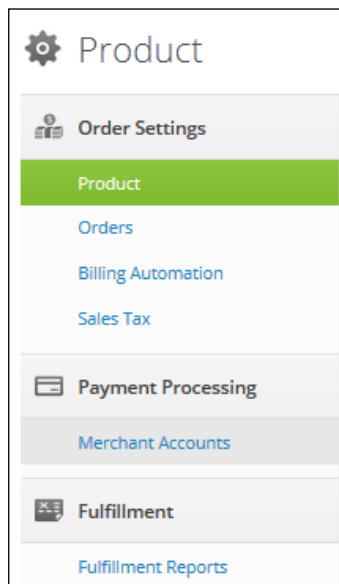 Product
Order Settings
Product
Orders
Billing Automation
Sales Tax
Payment Processing
Merchant Accounts
Fulfillment
Fulfillment Reports